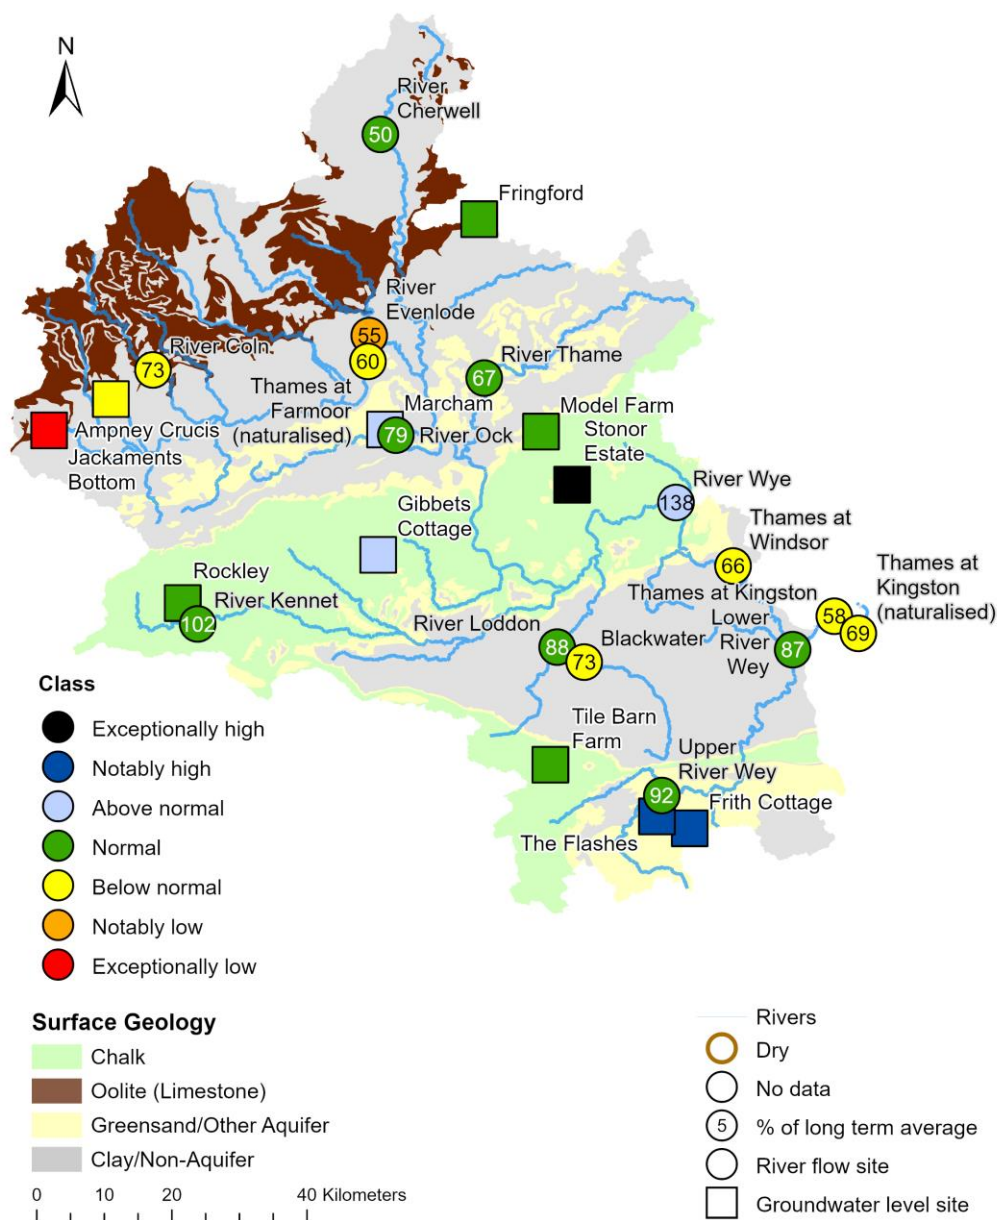 N
River
Cherwell
50
Fringford
River
Evenlode
55
60
River Coln
73
River Thame
67
Thames at
Farmoor
(naturalised)
Marcham
79
River Ock
Model Farm
Stonor
Estate
Ampney Crucis
Jackaments
Bottom
Gibbets
Cottage
River Wye
138
Thames at
Windsor
66
Thames at
Kingston
(naturalised)
Rockley
River Kennet
102
Thames at Kingston
58
69
River Loddon
88
Blackwater
73
Lower
River
Wey
87
Tile Barn
Farm
Upper
River Wey
92
Frith Cottage
The Flashes
Class
Exceptionally high
Notably high
Above normal
Normal
Below normal
Notably low
Exceptionally low
Surface Geology
Chalk
Oolite (Limestone)
Greensand/Other Aquifer
Clay/Non-Aquifer
0 10 20 40 Kilometers
Rivers
Dry
No data
5 % of long term average
River flow site
Groundwater level site